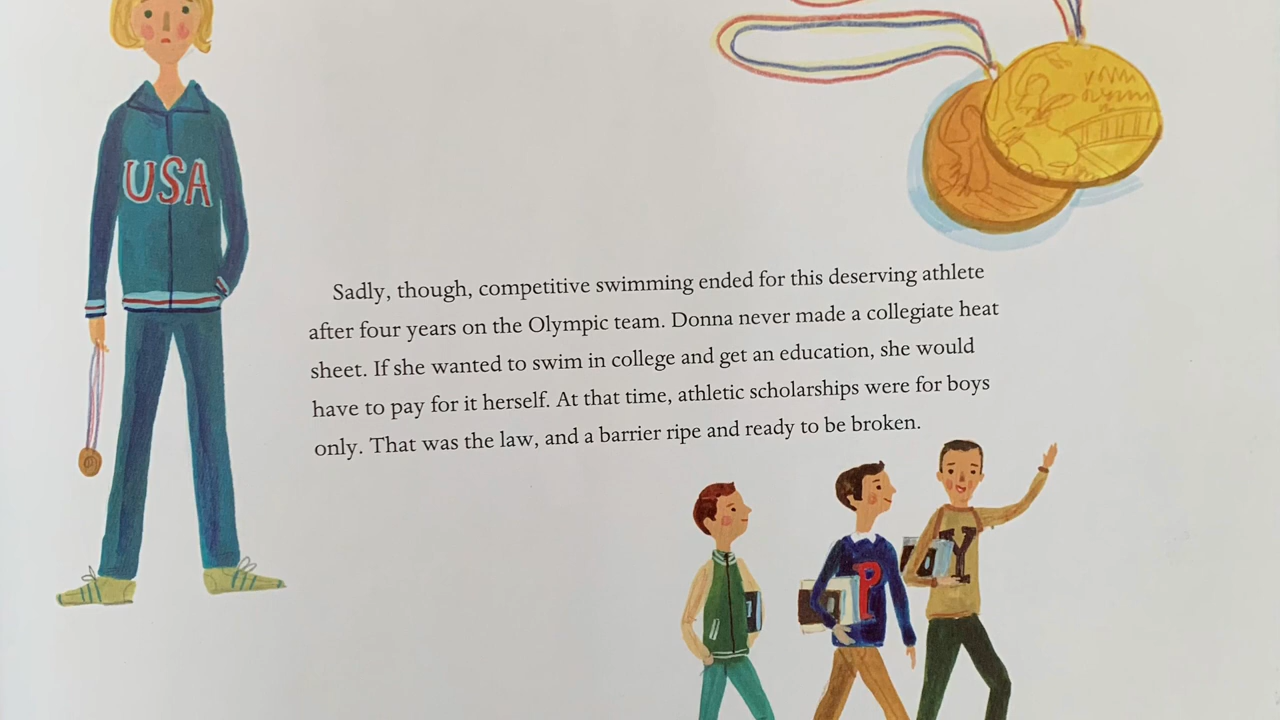 USA
Sadly, though, competitive swimming ended for this deserving athlete
after four years on the Olympic team. Donna never made a collegiate heat
sheet. If she wanted to swim in college and get an education, she would
have to pay for it herself. At that time, athletic scholarships were for boys
only. That was the law, and a barrier ripe and ready to be broken.
P
Y